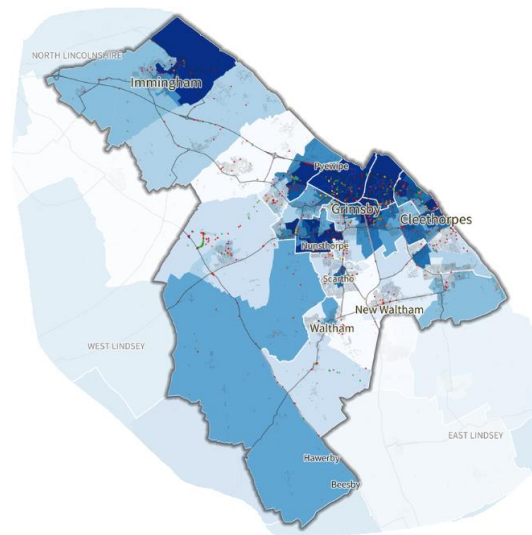 NORTH LINCOLNSHIRE
Immingham
Pyewipe
Grimsby
Cleethorpes
Nunsthorpe
Scartho
New Waltham
Waltham
WEST LINDSEY
EAST LINDSEY
Hawerby
Beesby